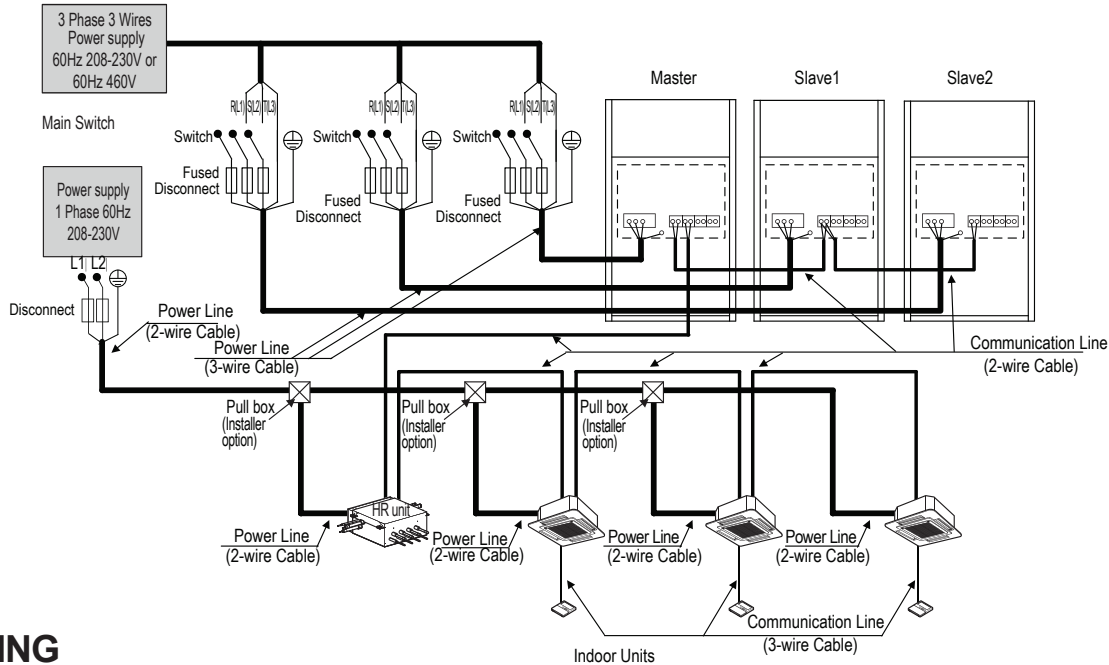 3 Phase 3 Wires
Power supply
60Hz 208-230V or
60Hz 460V
Main Switch
R(L1) S(L2) T(L3)
R(L1) S(L2) T(L3)
R(L1) S(L2) T(L3)
Switch
Switch
Switch
Fused
Disconnect
Fused
Disconnect
Fused
Disconnect
Master
Slave1
Slave2
Power supply
1 Phase 60Hz
208-230V
L1 L2
Disconnect
Power Line
(2-wire Cable)
Power Line
(3-wire Cable)
Communication Line
(2-wire Cable)
Pull box
(Installer
option)
Pull box
(Installer
option)
Pull box
(Installer
option)
HR unit
Power Line
(2-wire Cable)
Power Line
(2-wire Cable)
Power Line
(2-wire Cable)
Power Line
(2-wire Cable)
Communication Line
(3-wire Cable)
Indoor Units
ING